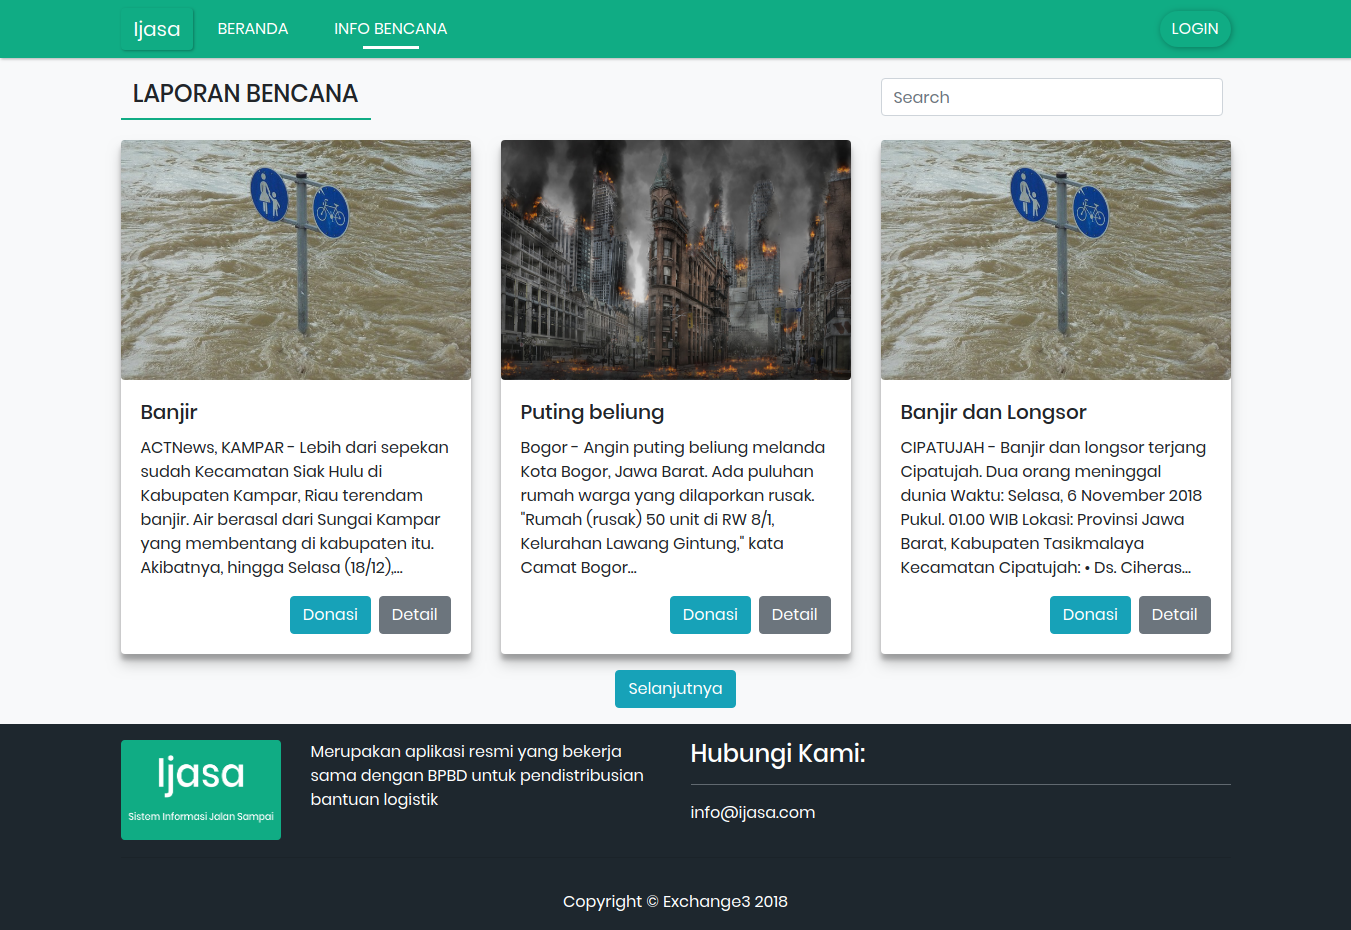 Ijasa
BERANDA
INFO BENCANA
LOGIN
LAPORAN BENCANA
Search
Banjir
ACTNews, KAMPAR - Lebih dari sepekan
sudah Kecamatan Siak Hulu di
Kabupaten Kampar, Riau terendam
banjir. Air berasal dari Sungai Kampar
yang membentang di kabupaten itu.
Akibatnya, hingga Selasa (18/12),...
Donasi
Detail
Puting beliung
Bogor - Angin puting beliung melanda
Kota Bogor, Jawa Barat. Ada puluhan
rumah warga yang dilaporkan rusak.
"Rumah (rusak) 50 unit di RW 8/1,
Kelurahan Lawang Gintung," kata
Camat Bogor...
Donasi
Detail
Banjir dan Longsor
CIPATUJAH - Banjir dan longsor terjang
Cipatujah. Dua orang meninggal
dunia Waktu: Selasa, 6 November 2018
Pukul. 01.00 WIB Lokasi: Provinsi Jawa
Barat, Kabupaten Tasikmalaya
Kecamatan Cipatujah: • Ds. Ciheras...
Donasi
Detail
Selanjutnya
Ijasa
Sistem Informasi Jalan Sampai
Merupakan aplikasi resmi yang bekerja
sama dengan BPBD untuk pendistribusian
bantuan logistik
Hubungi Kami:
info@ijasa.com
Copyright © Exchange3 2018